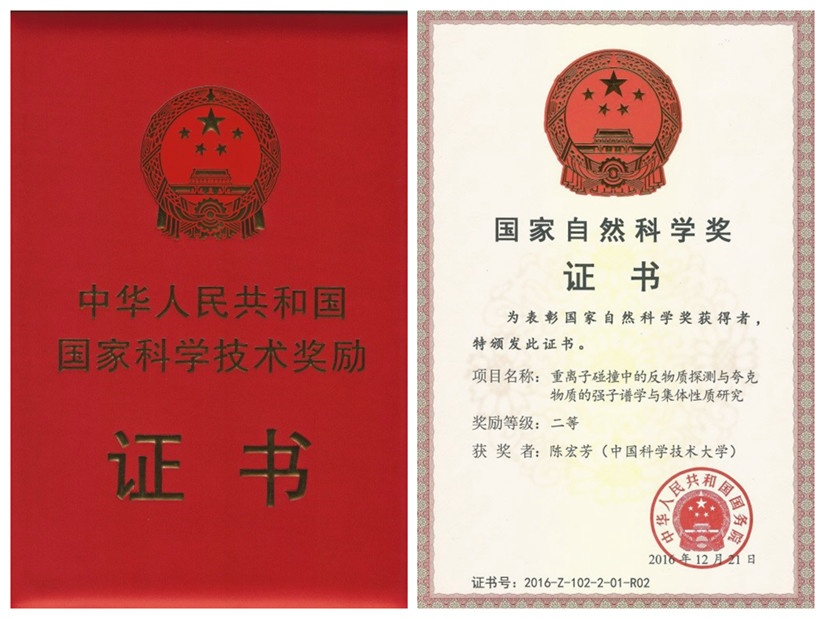 中华人民共和国
国家科学技术奖励
证书
国家自然科学奖
证书
为表彰国家自然科学奖获得者，
特颁发此证书。
项目名称：重离子碰撞中的反物质探测与夸克
物质的强子谱学与集体性质研究
奖励等级：二等
获奖者：陈宏芳（中国科学技术大学）
中华人民共和国国务院
2016年12月21日
证书号：2016-Z-102-2-01-R02